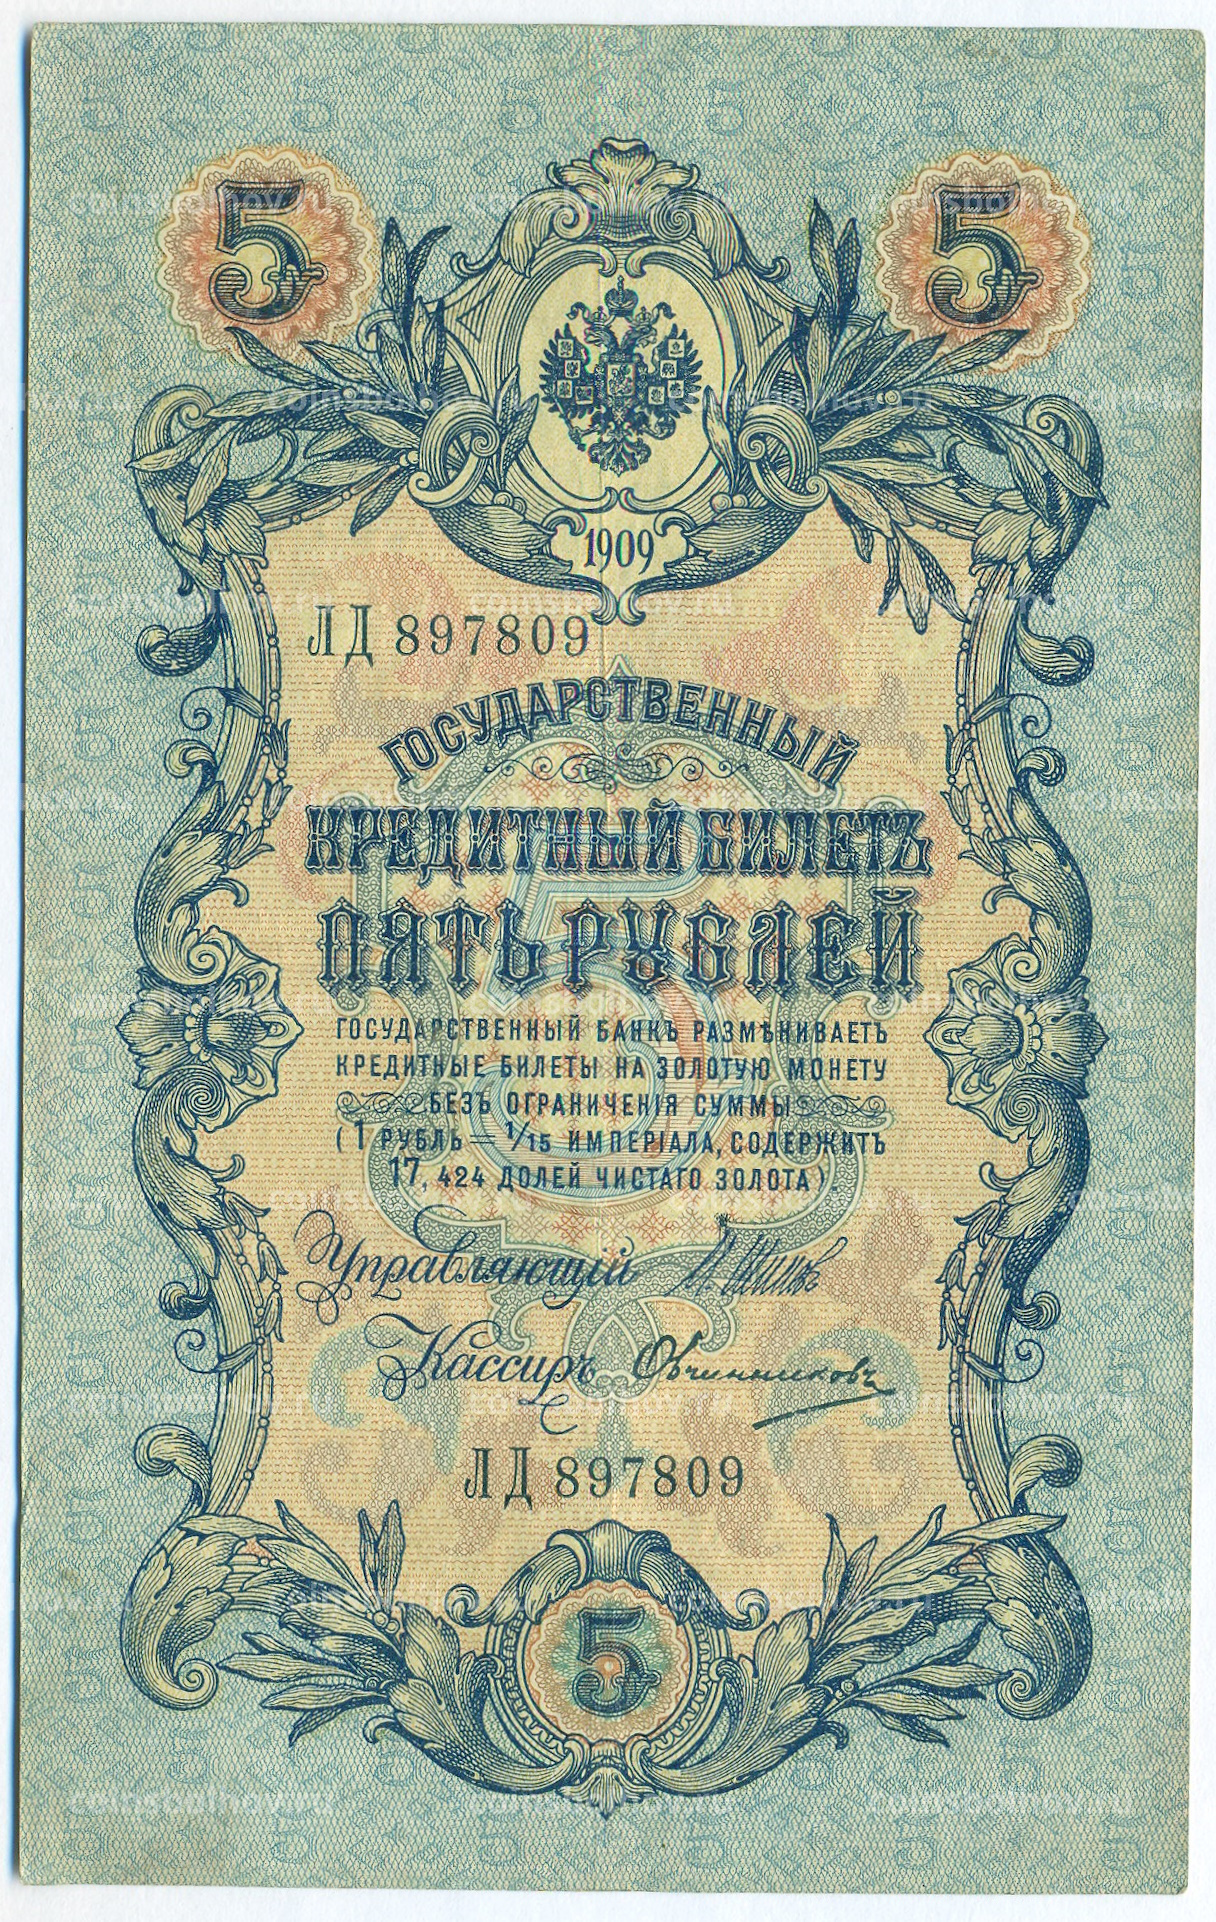 5 5
1909
ЛД 897809
ГОСУДАРСТВЕННЫЙ
КРЕДИТНЫЙ БИЛЕТЪ
ПЯТЬ РУБЛЕЙ
ГОСУДАРСТВЕННЫЙ БАНКЪ РАЗМѢНИВАЕТЪ
КРЕДИТНЫЕ БИЛЕТЫ НА ЗОЛОТУЮ МОНЕТУ
БЕЗЪ ОГРАНИЧЕНІЯ СУММЫ
(1 РУБЛЬ = 1/15 ИМПЕРІАЛА, СОДЕРЖИТЪ
17, 424 ДОЛЕЙ ЧИСТАГО ЗОЛОТА)
Управляющій И. Шиповъ
Кассиръ Овчинниковъ
ЛД 897809
5